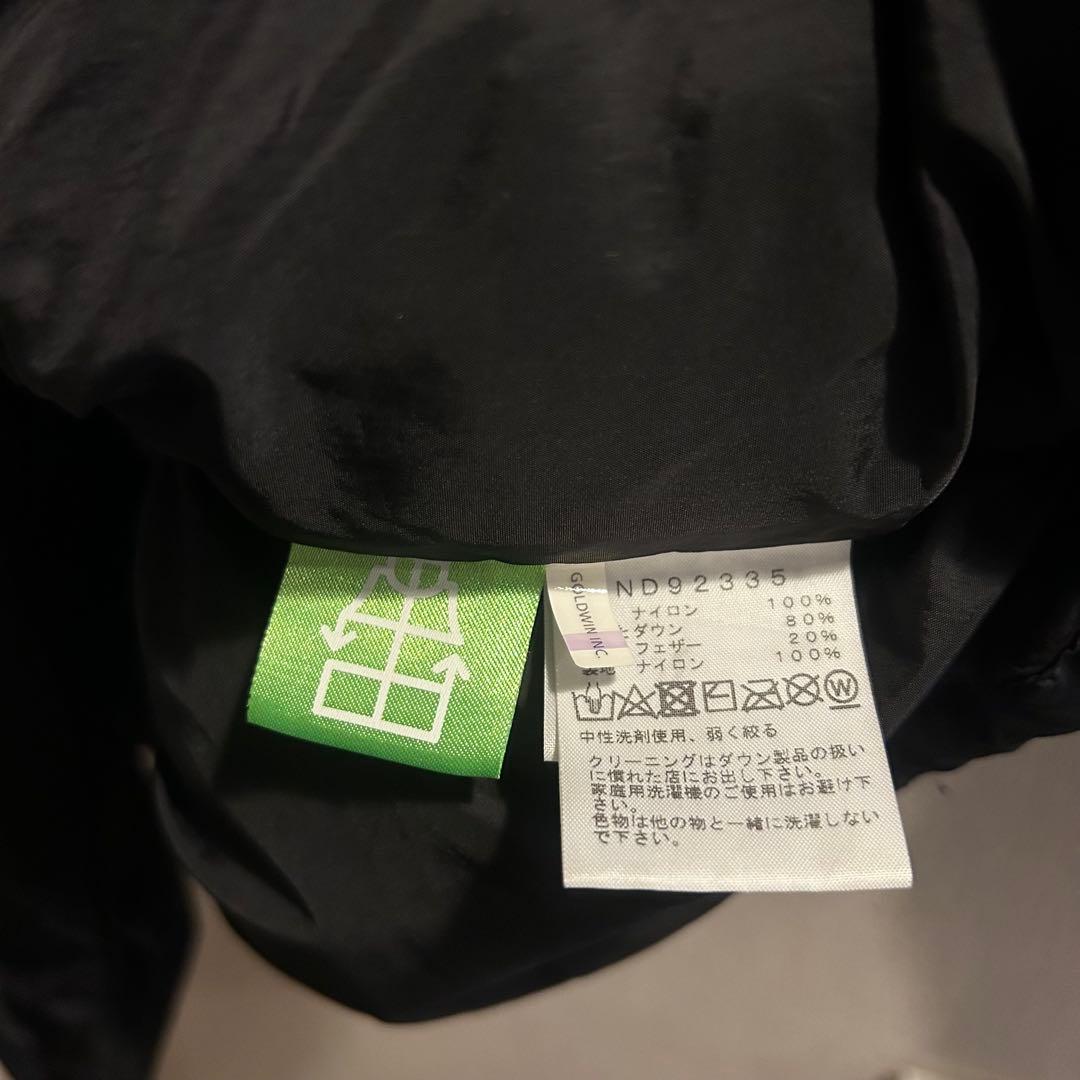 GOLDWIN INC.
ND92335
ナイロン 100%
ダウン 80%
フェザー 20%
表地 ナイロン 100%
W
中性洗剤使用、弱く絞る
クリーニングはダウン製品の扱い
に慣れた店にお出し下さい。
家庭用洗濯機のご使用はお避け下
さい。
色物は他の物と一緒に洗濯しない
で下さい。